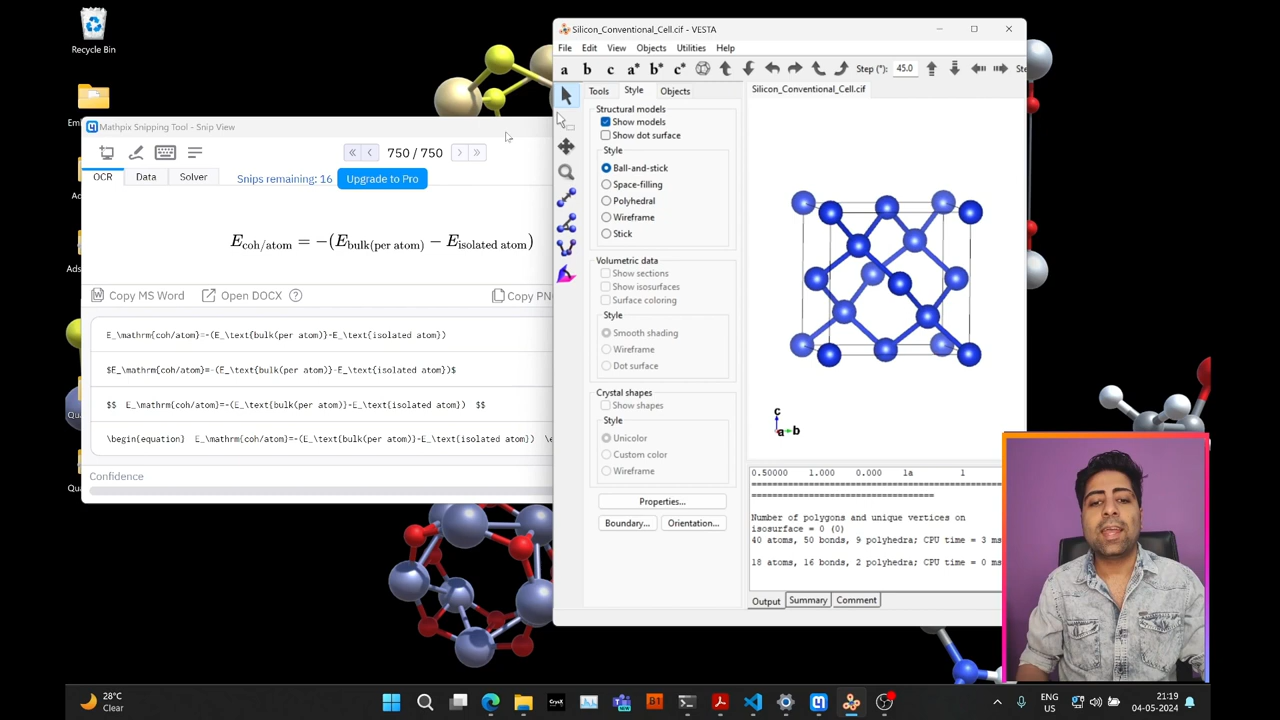 Recycle Bin
Mathpix Snipping Tool - Snip View
750 / 750
OCR
Data
Solver
Snips remaining: 16
Upgrade to Pro
E_coh/atom = −(E_bulk(per atom) − E_isolated atom)
Copy MS Word
Open DOCX
Copy PN
E_\mathrm{coh/atom}=-(E_\text{bulk(per atom)}-E_\text{isolated atom})
$E_\mathrm{coh/atom}=-(E_\text{bulk(per atom)}-E_\text{isolated atom})$
$$ E_\mathrm{coh/atom}=-(E_\text{bulk(per atom)}-E_\text{isolated atom}) $$
\begin{equation} E_\mathrm{coh/atom}=-(E_\text{bulk(per atom)}-E_\text{isolated atom}) \e
Confidence
Silicon_Conventional_Cell.cif - VESTA
File Edit View Objects Utilities Help
a b c a* b* c* Step (°): 45.0 Ste
Tools Style Objects
Structural models
Show models
Show dot surface
Style
Ball-and-stick
Space-filling
Polyhedral
Wireframe
Stick
Volumetric data
Show sections
Show isosurfaces
Surface coloring
Style
Smooth shading
Wireframe
Dot surface
Crystal shapes
Show shapes
Style
Unicolor
Custom color
Wireframe
Properties...
Boundary... Orientation...
Silicon_Conventional_Cell.cif
c
a b
0.50000 1.000 0.000 1a 1
Number of polygons and unique vertices on
isosurface = 0 (0)
40 atoms, 50 bonds, 9 polyhedra; CPU time = 3 ms
18 atoms, 16 bonds, 2 polyhedra; CPU time = 0 ms
Output Summary Comment
28°C
Clear
ENG
US
21:19
04-05-2024